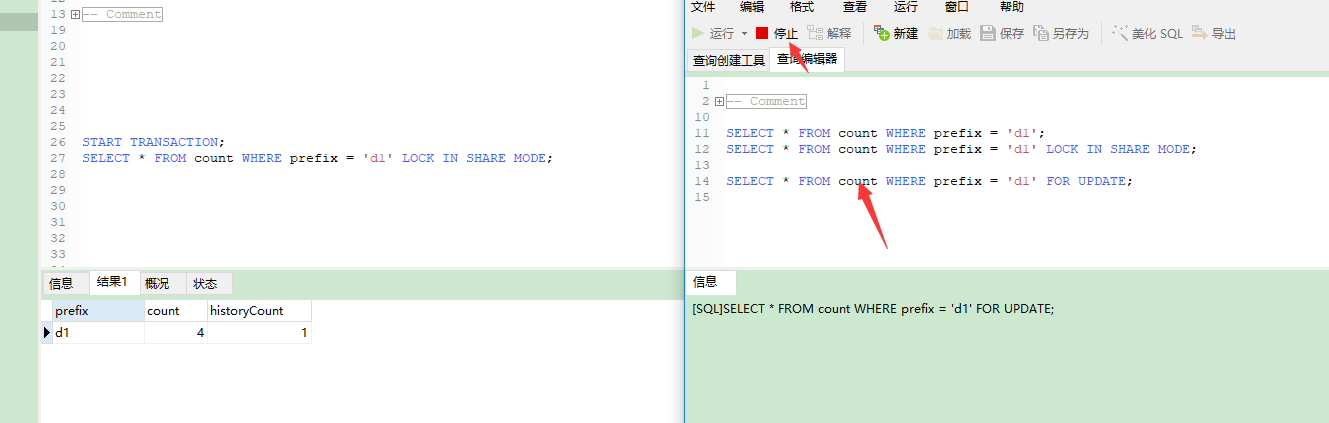 13 -- Comment
19
20
21
22
23
24
25
26 START TRANSACTION;
27 SELECT * FROM count WHERE prefix = 'd1' LOCK IN SHARE MODE;
28
29
30
31
32
33
信息 结果1 概况 状态
prefix count historyCount
d1 4 1
文件 编辑 格式 查看 运行 窗口 帮助
运行 停止 解释 新建 加载 保存 另存为 美化 SQL 导出
查询创建工具 查询编辑器
1
2 -- Comment
10
11 SELECT * FROM count WHERE prefix = 'd1';
12 SELECT * FROM count WHERE prefix = 'd1' LOCK IN SHARE MODE;
13
14 SELECT * FROM count WHERE prefix = 'd1' FOR UPDATE;
15
信息
[SQL]SELECT * FROM count WHERE prefix = 'd1' FOR UPDATE;